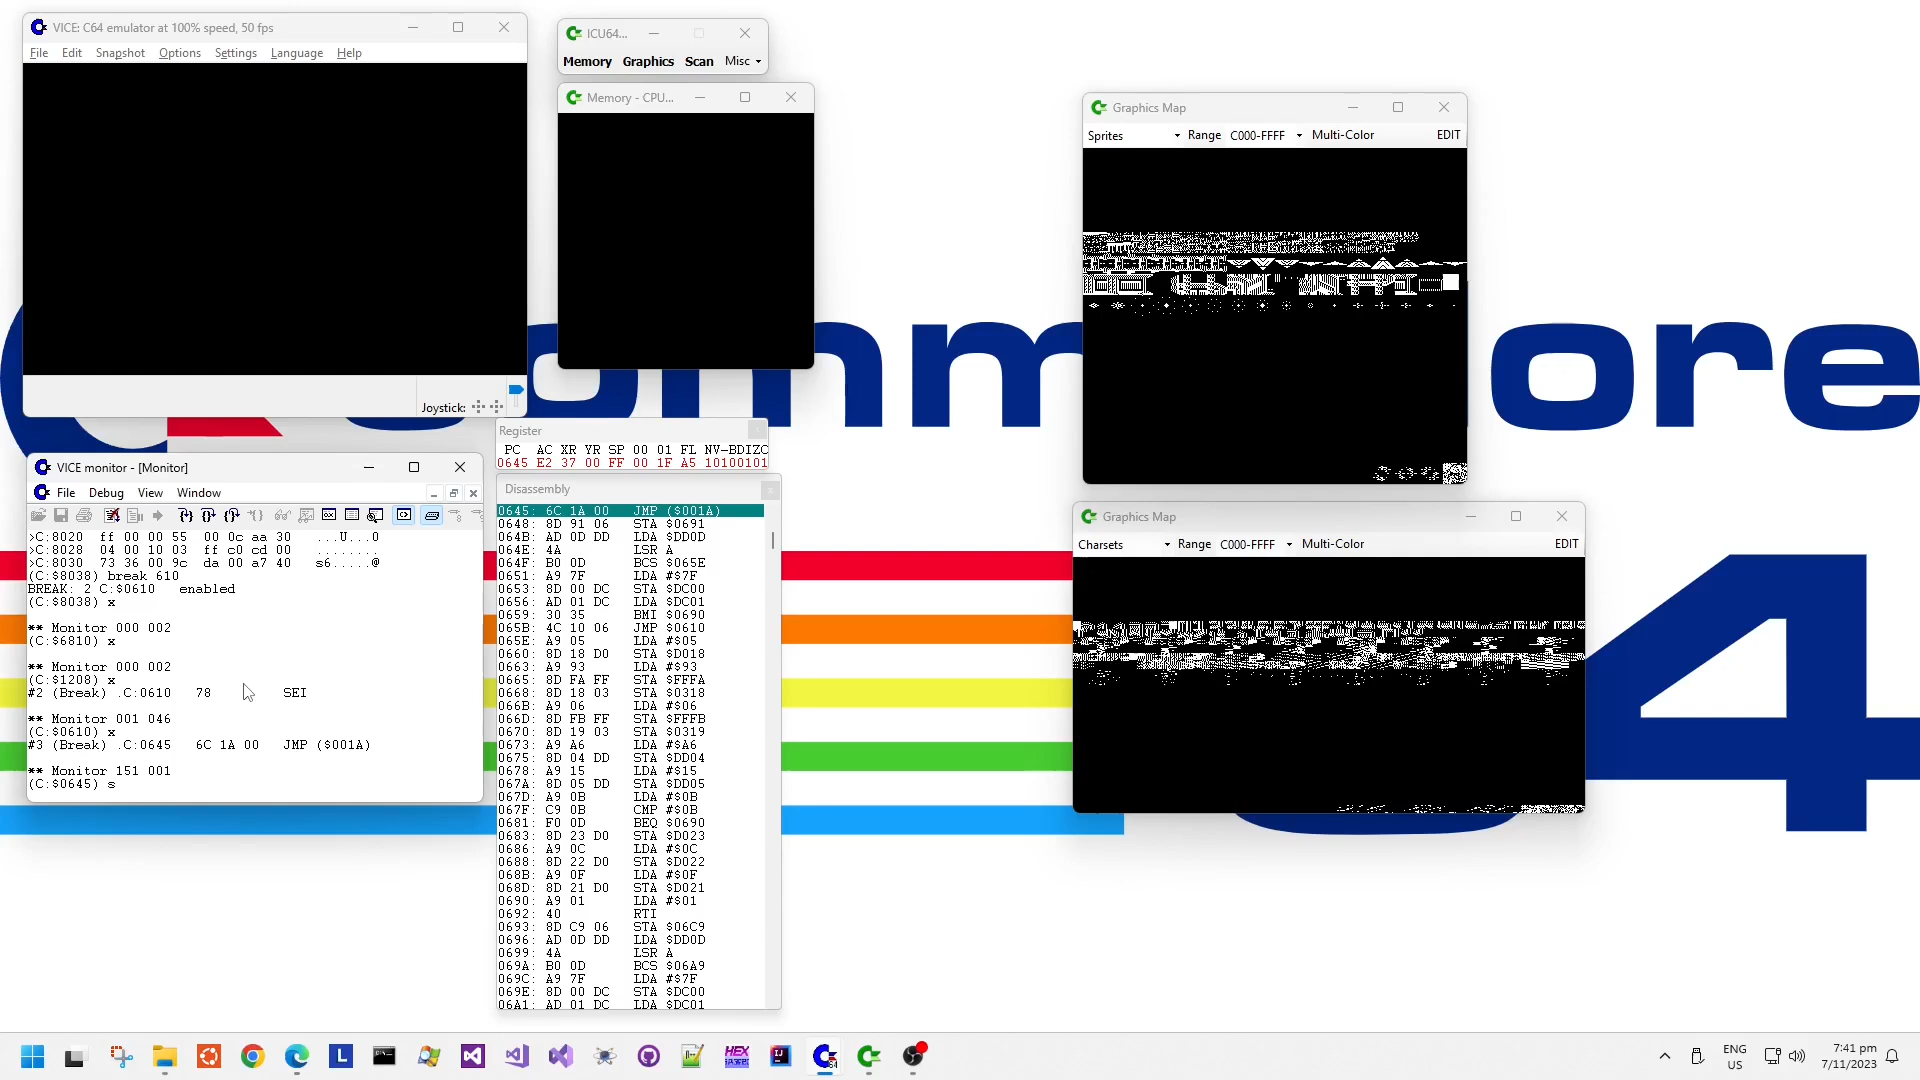 VICE: C64 emulator at 100% speed, 50 fps
File Edit Snapshot Options Settings Language Help
Joystick:
ICU64...
Memory Graphics Scan Misc
Memory - CPU...
Graphics Map
Sprites Range C000-FFFF Multi-Color EDIT
Graphics Map
Charsets Range C000-FFFF Multi-Color EDIT
Register
PC AC XR YR SP 00 01 FL NV-BDIZC
0645 E2 37 00 FF 00 1F A5 10100101
VICE monitor - [Monitor]
File Debug View Window
>C:8020 ff 00 00 55 00 0c aa 30 ...U...0
>C:8028 04 00 10 03 ff c0 cd 00 ........
>C:8030 73 36 00 9c da 00 a7 40 s6.....@
(C:$8038) break 610
BREAK: 2 C:$0610 enabled
(C:$8038) x
** Monitor 000 002
(C:$6810) x
** Monitor 000 002
(C:$1208) x
#2 (Break) .C:0610 78 SEI
** Monitor 001 046
(C:$0610) x
#3 (Break) .C:0645 6C 1A 00 JMP ($001A)
** Monitor 151 001
(C:$0645) s
Disassembly
0645: 6C 1A 00 JMP ($001A)
0648: 8D 91 06 STA $0691
064B: AD 0D DD LDA $DD0D
064E: 4A LSR A
064F: B0 0D BCS $065E
0651: A9 7F LDA #$7F
0653: 8D 00 DC STA $DC00
0656: AD 01 DC LDA $DC01
0659: 30 35 BMI $0690
065B: 4C 10 06 JMP $0610
065E: A9 05 LDA #$05
0660: 8D 18 D0 STA $D018
0663: A9 93 LDA #$93
0665: 8D FA FF STA $FFFA
0668: 8D 18 03 STA $0318
066B: A9 06 LDA #$06
066D: 8D FB FF STA $FFFB
0670: 8D 19 03 STA $0319
0673: A9 A6 LDA #$A6
0675: 8D 04 DD STA $DD04
0678: A9 15 LDA #$15
067A: 8D 05 DD STA $DD05
067D: A9 0B LDA #$0B
067F: C9 0B CMP #$0B
0681: F0 0D BEQ $0690
0683: 8D 23 D0 STA $D023
0686: A9 0C LDA #$0C
0688: 8D 22 D0 STA $D022
068B: A9 0F LDA #$0F
068D: 8D 21 D0 STA $D021
0690: A9 01 LDA #$01
0692: 40 RTI
0693: 8D C9 06 STA $06C9
0696: AD 0D DD LDA $DD0D
0699: 4A LSR A
069A: B0 0D BCS $06A9
069C: A9 7F LDA #$7F
069E: 8D 00 DC STA $DC00
06A1: AD 01 DC LDA $DC01
ENG
US
7:41 pm
7/11/2023